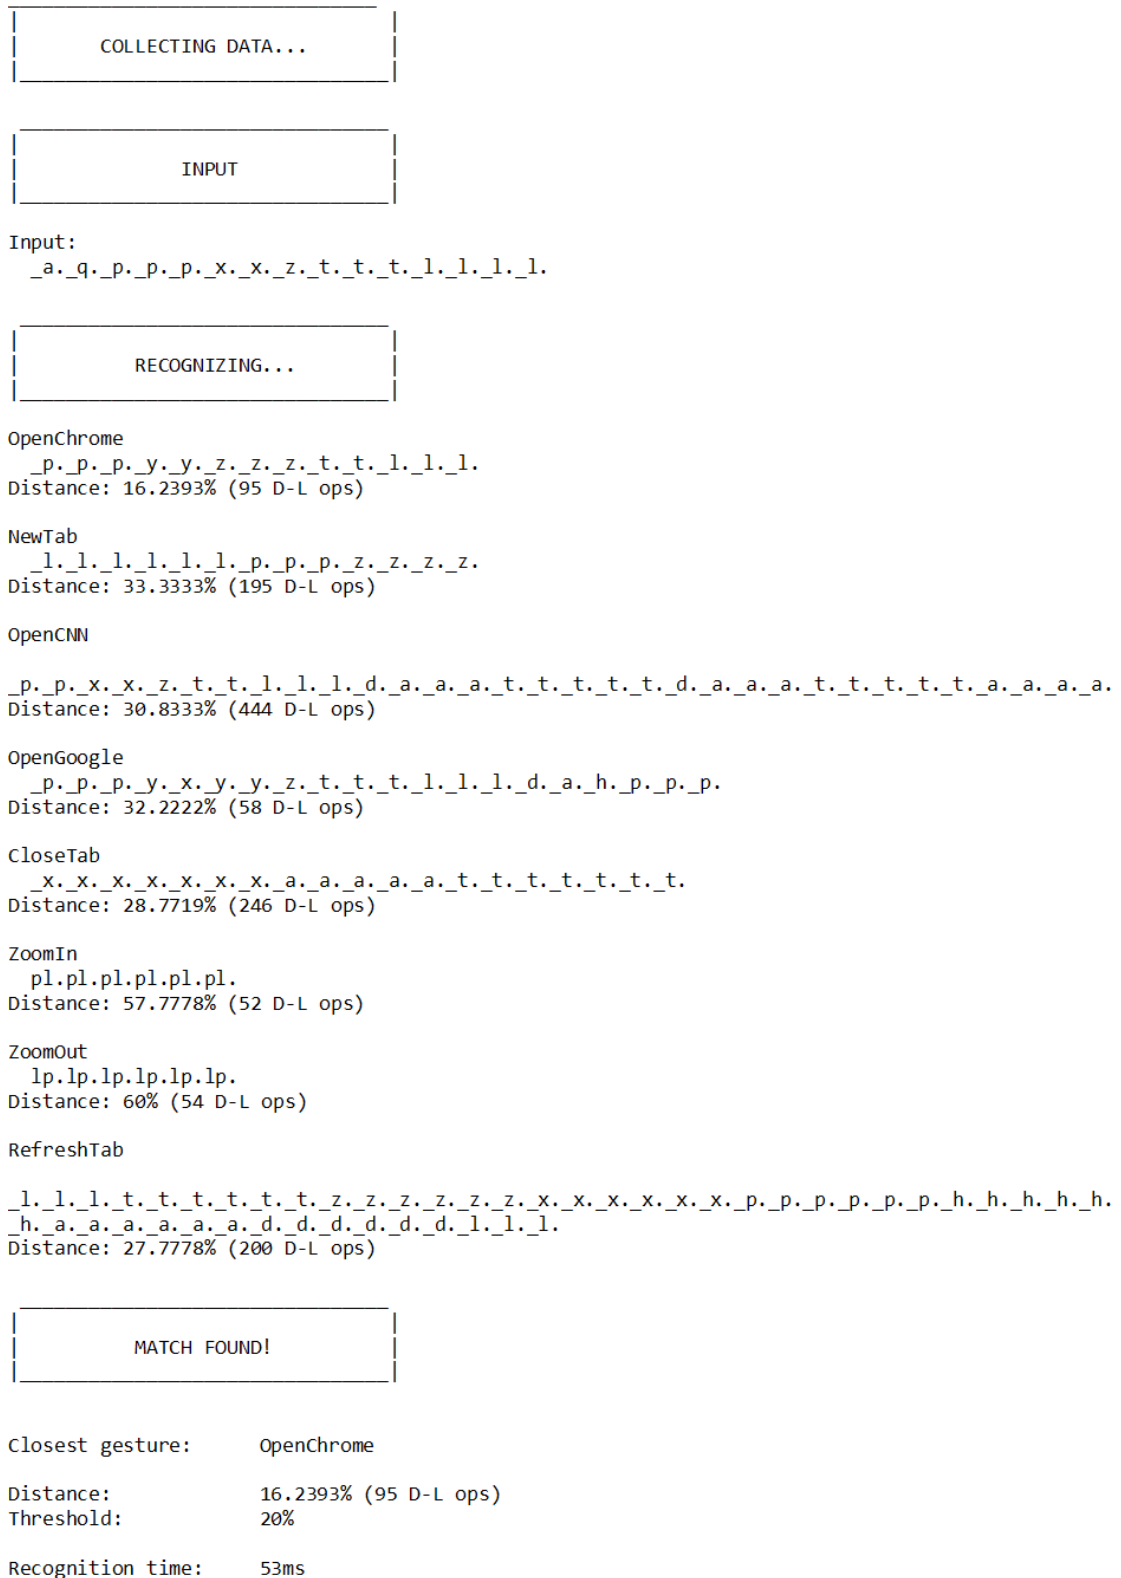 COLLECTING DATA...
INPUT
Input:
_a._q._p._p._p._x._x._z._t._t._t._l._l._l._l.
RECOGNIZING...
OpenChrome
_p._p._p._y._y._z._z._z._t._t._l._l._l.
Distance: 16.2393% (95 D-L ops)
NewTab
_l._l._l._l._l._l._p._p._p._z._z._z._z.
Distance: 33.3333% (195 D-L ops)
OpenCNN
_p._p._x._x._z._t._t._l._l._l._d._a._a._a._t._t._t._t._t._d._a._a._a._t._t._t._t._t._a._a._a._a.
Distance: 30.8333% (444 D-L ops)
OpenGoogle
_p._p._p._y._x._y._y._z._t._t._t._l._l._l._d._a._h._p._p._p.
Distance: 32.2222% (58 D-L ops)
CloseTab
_x._x._x._x._x._x._x._a._a._a._a._a._t._t._t._t._t._t._t.
Distance: 28.7719% (246 D-L ops)
ZoomIn
pl.pl.pl.pl.pl.pl.
Distance: 57.7778% (52 D-L ops)
ZoomOut
lp.lp.lp.lp.lp.lp.
Distance: 60% (54 D-L ops)
RefreshTab
_l._l._l._t._t._t._t._t._t._z._z._z._z._z._z._x._x._x._x._x._x._p._p._p._p._p._p._h._h._h._h._h.
_h._a._a._a._a._a._a._d._d._d._d._d._d._l._l._l.
Distance: 27.7778% (200 D-L ops)
MATCH FOUND!
Closest gesture: OpenChrome
Distance: 16.2393% (95 D-L ops)
Threshold: 20%
Recognition time: 53ms